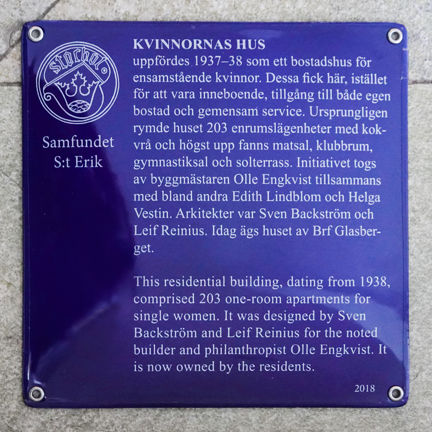 stochol
Samfundet
S:t Erik
KVINNORNAS HUS
uppfördes 1937–38 som ett bostadshus för
ensamstående kvinnor. Dessa fick här, istället
för att vara inneboende, tillgång till både egen
bostad och gemensam service. Ursprungligen
rymde huset 203 enrumslägenheter med kok-
vrå och högst upp fanns matsal, klubbrum,
gymnastiksal och solterrass. Initiativet togs
av byggmästaren Olle Engkvist tillsammans
med bland andra Edith Lindblom och Helga
Vestin. Arkitekter var Sven Backström och
Leif Reinius. Idag ägs huset av Brf Glasber-
get.
This residential building, dating from 1938,
comprised 203 one-room apartments for
single women. It was designed by Sven
Backström and Leif Reinius for the noted
builder and philanthropist Olle Engkvist. It
is now owned by the residents.
2018